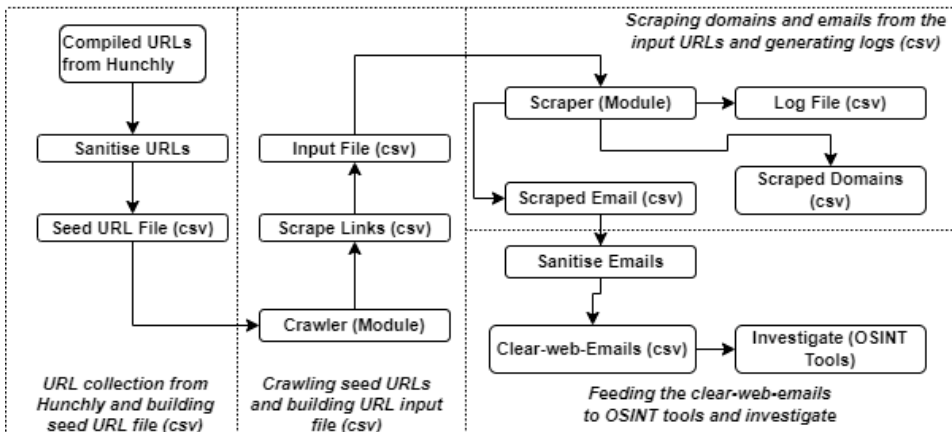 Compiled URLs
from Hunchly
Sanitise URLs
Seed URL File (csv)
URL collection from
Hunchly and building
seed URL file (csv)
Input File (csv)
Scrape Links (csv)
Crawler (Module)
Crawling seed URLs
and building URL input
file (csv)
Scraping domains and emails from the
input URLs and generating logs (csv)
Scraper (Module)
Log File (csv)
Scraped Email (csv)
Scraped Domains
(csv)
Sanitise Emails
Clear-web-Emails (csv)
Investigate (OSINT
Tools)
Feeding the clear-web-emails
to OSINT tools and investigate